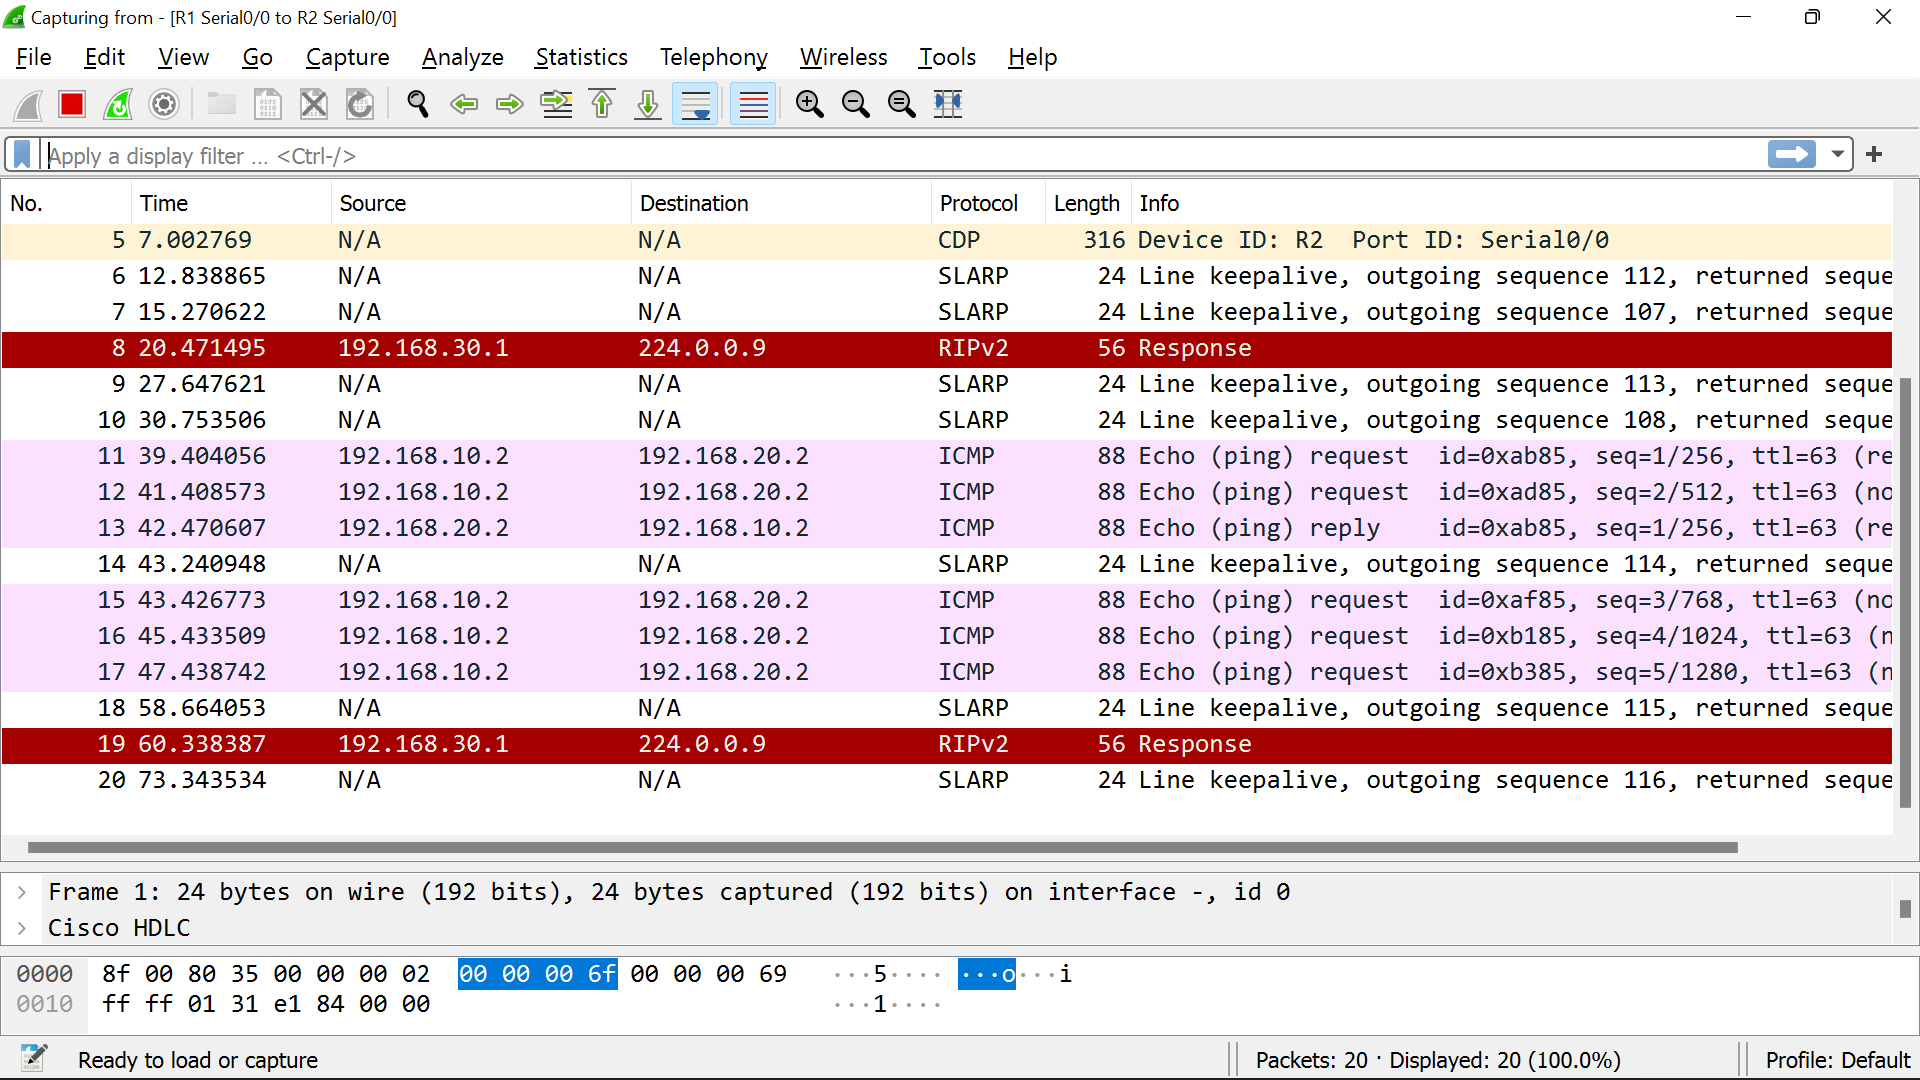 Capturing from - [R1 Serial0/0 to R2 Serial0/0]
File Edit View Go Capture Analyze Statistics Telephony Wireless Tools Help
Apply a display filter ... <Ctrl-/>
No. Time Source Destination Protocol Length Info
5 7.002769 N/A N/A CDP 316 Device ID: R2 Port ID: Serial0/0
6 12.838865 N/A N/A SLARP 24 Line keepalive, outgoing sequence 112, returned seque
7 15.270622 N/A N/A SLARP 24 Line keepalive, outgoing sequence 107, returned seque
8 20.471495 192.168.30.1 224.0.0.9 RIPv2 56 Response
9 27.647621 N/A N/A SLARP 24 Line keepalive, outgoing sequence 113, returned seque
10 30.753506 N/A N/A SLARP 24 Line keepalive, outgoing sequence 108, returned seque
11 39.404056 192.168.10.2 192.168.20.2 ICMP 88 Echo (ping) request id=0xab85, seq=1/256, ttl=63 (re
12 41.408573 192.168.10.2 192.168.20.2 ICMP 88 Echo (ping) request id=0xad85, seq=2/512, ttl=63 (no
13 42.470607 192.168.20.2 192.168.10.2 ICMP 88 Echo (ping) reply id=0xab85, seq=1/256, ttl=63 (re
14 43.240948 N/A N/A SLARP 24 Line keepalive, outgoing sequence 114, returned seque
15 43.426773 192.168.10.2 192.168.20.2 ICMP 88 Echo (ping) request id=0xaf85, seq=3/768, ttl=63 (no
16 45.433509 192.168.10.2 192.168.20.2 ICMP 88 Echo (ping) request id=0xb185, seq=4/1024, ttl=63 (n
17 47.438742 192.168.10.2 192.168.20.2 ICMP 88 Echo (ping) request id=0xb385, seq=5/1280, ttl=63 (n
18 58.664053 N/A N/A SLARP 24 Line keepalive, outgoing sequence 115, returned seque
19 60.338387 192.168.30.1 224.0.0.9 RIPv2 56 Response
20 73.343534 N/A N/A SLARP 24 Line keepalive, outgoing sequence 116, returned seque
Frame 1: 24 bytes on wire (192 bits), 24 bytes captured (192 bits) on interface -, id 0
Cisco HDLC
0000 8f 00 80 35 00 00 00 02 00 00 00 6f 00 00 00 69 ···5···· ···o···i
0010 ff ff 01 31 e1 84 00 00 ···1····
Ready to load or capture Packets: 20 · Displayed: 20 (100.0%) Profile: Default